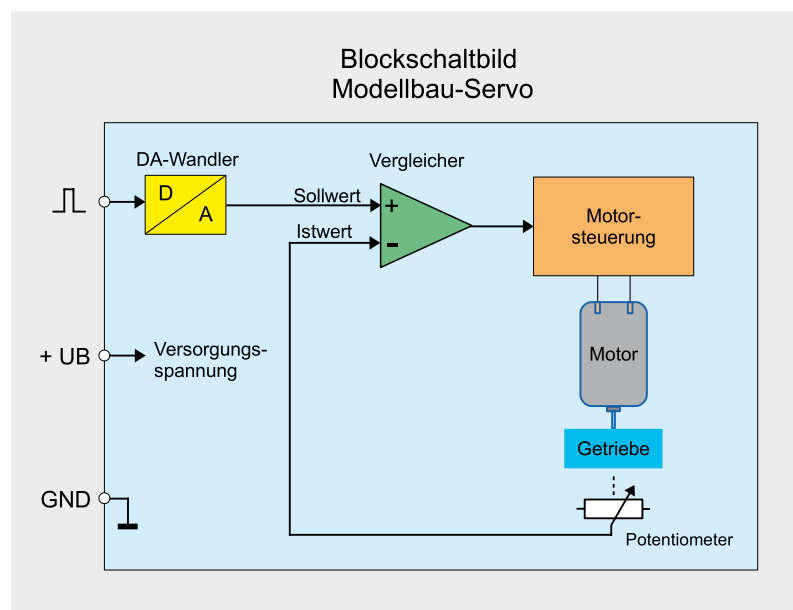 Blockschaltbild
Modellbau-Servo
DA-Wandler
Vergleicher
D
A
Sollwert
+
Istwert
-
Motor-
steuerung
+ UB
Versorgungs-
spannung
Motor
Getriebe
GND
Potentiometer